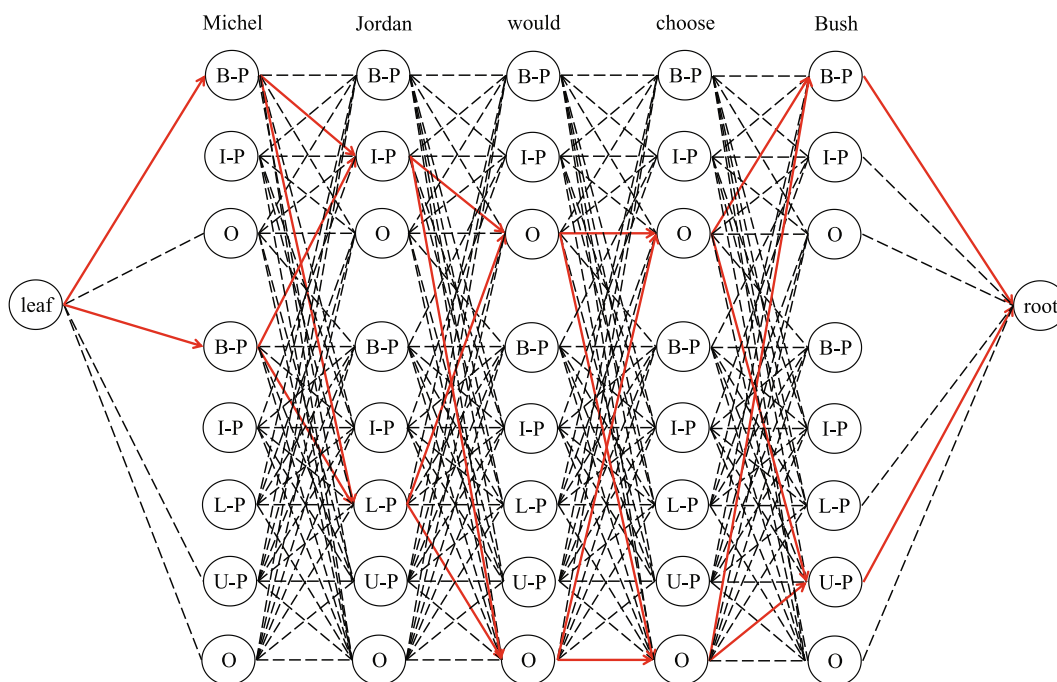 Michel Jordan would choose Bush
B-P B-P B-P B-P B-P
I-P I-P I-P I-P I-P
O O O O O
leaf root
B-P B-P B-P B-P B-P
I-P I-P I-P I-P I-P
L-P L-P L-P L-P L-P
U-P U-P U-P U-P U-P
O O O O O